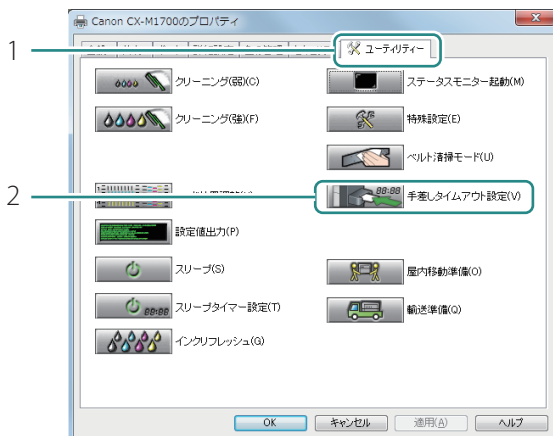 Canon CX-M1700のプロパティ
1
ユーティリティー
クリーニング(弱)(C)
ステータスモニター起動(M)
クリーニング(強)(F)
特殊設定(E)
ベルト清掃モード(U)
2
88:88
手差しタイムアウト設定(V)
設定値出力(P)
スリープ(S)
屋内移動準備(O)
88:88
スリープタイマー設定(T)
輸送準備(Q)
インクリフレッシュ(G)
OK
キャンセル
適用(A)
ヘルプ